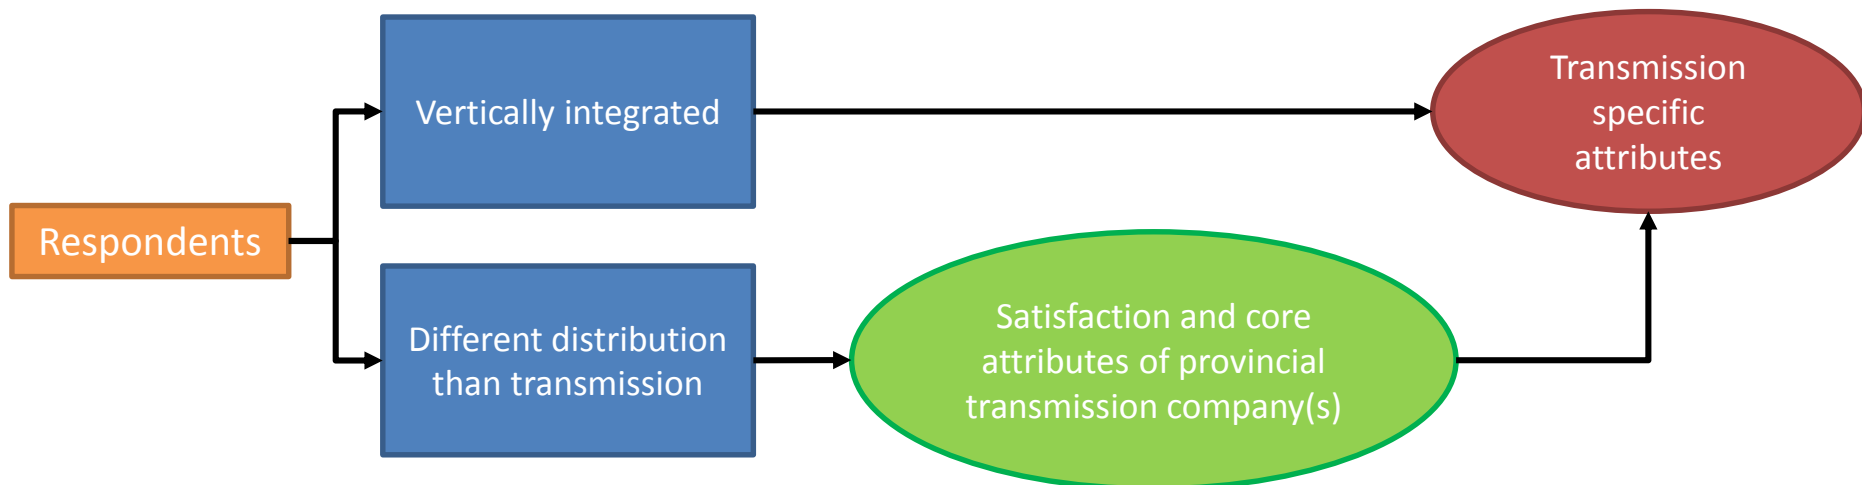 Respondents
Vertically integrated
Different distribution
than transmission
Satisfaction and core
attributes of provincial
transmission company(s)
Transmission
specific
attributes